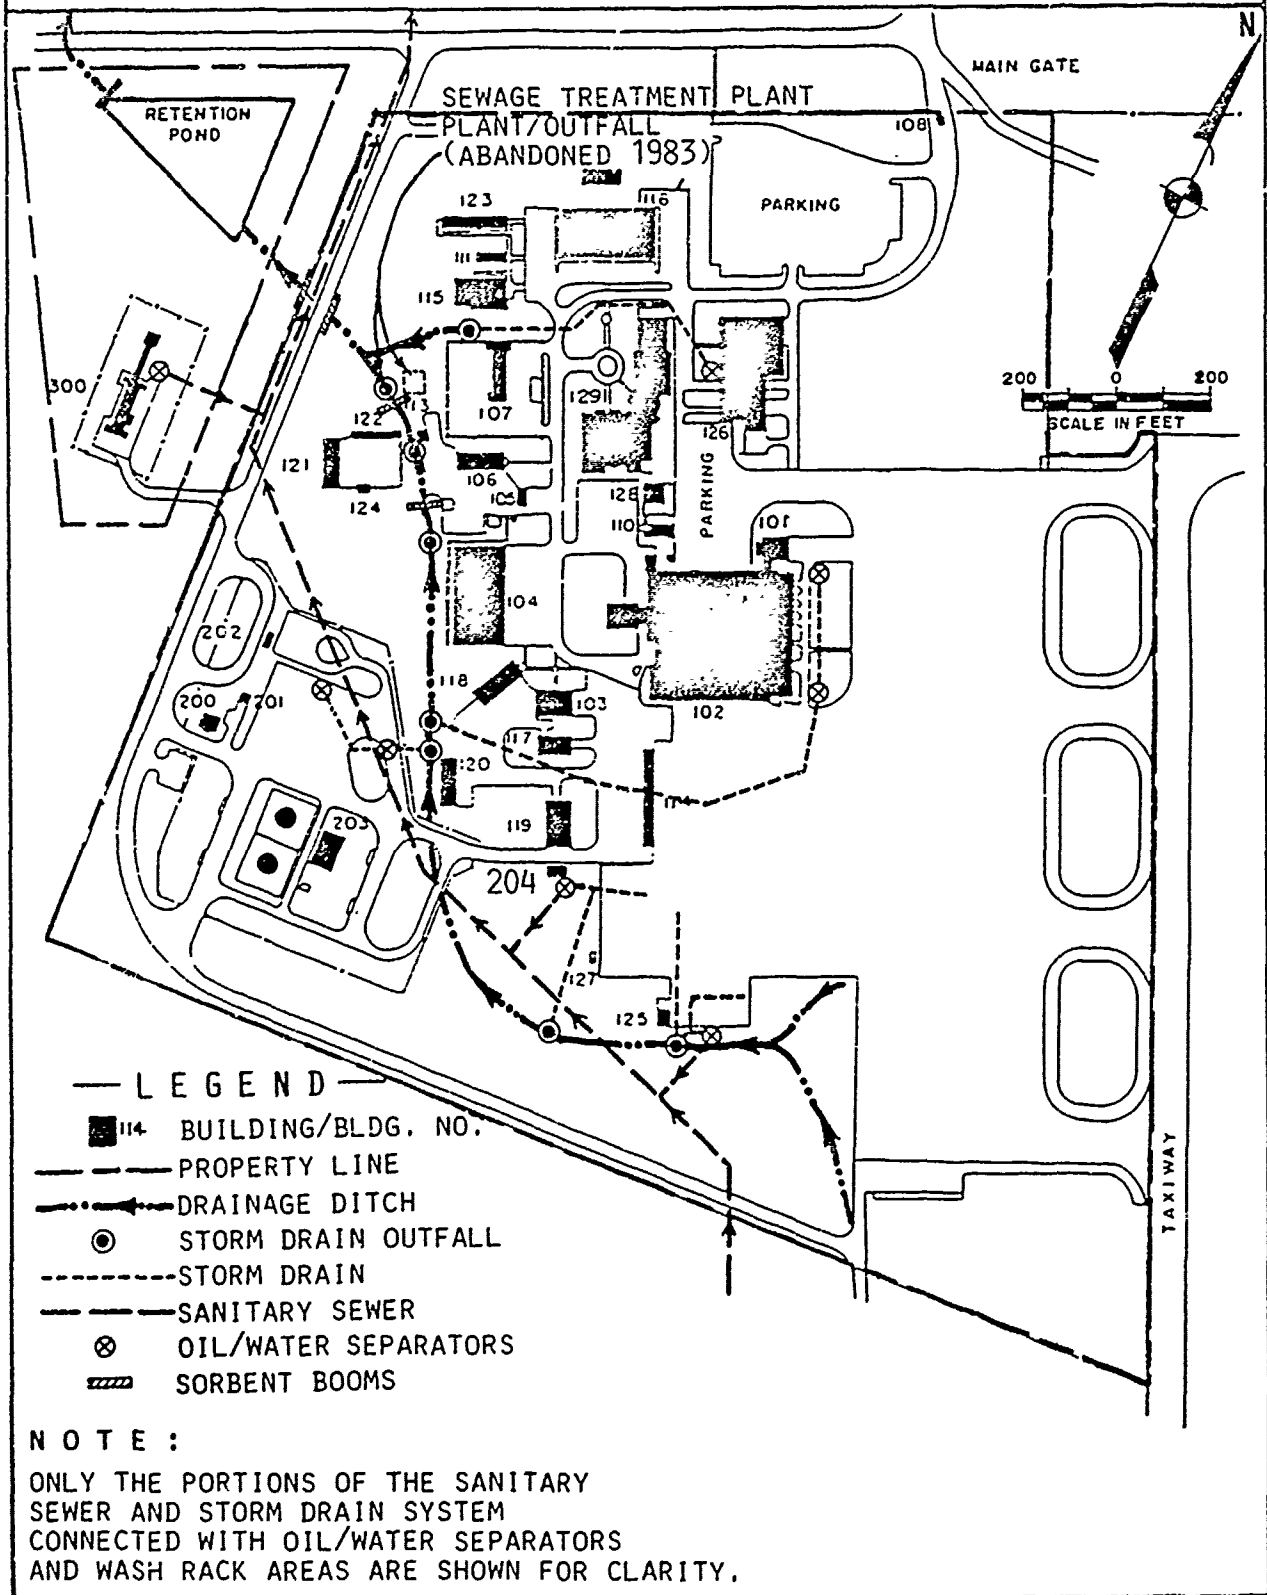 N
MAIN GATE
RETENTION
POND
SEWAGE TREATMENT PLANT
PLANT/OUTFALL
(ABANDONED 1983)
108
123
116
PARKING
111
115
300
200 0 200
SCALE IN FEET
122
113
107
129
126
121
106
105
124
128
110
PARKING
101
104
202
118
200
201
103
102
117
120
114
203
119
204
127
125
LEGEND
114 BUILDING/BLDG. NO.
PROPERTY LINE
DRAINAGE DITCH
STORM DRAIN OUTFALL
STORM DRAIN
SANITARY SEWER
OIL/WATER SEPARATORS
SORBENT BOOMS
TAXIWAY
NOTE:
ONLY THE PORTIONS OF THE SANITARY
SEWER AND STORM DRAIN SYSTEM
CONNECTED WITH OIL/WATER SEPARATORS
AND WASH RACK AREAS ARE SHOWN FOR CLARITY.